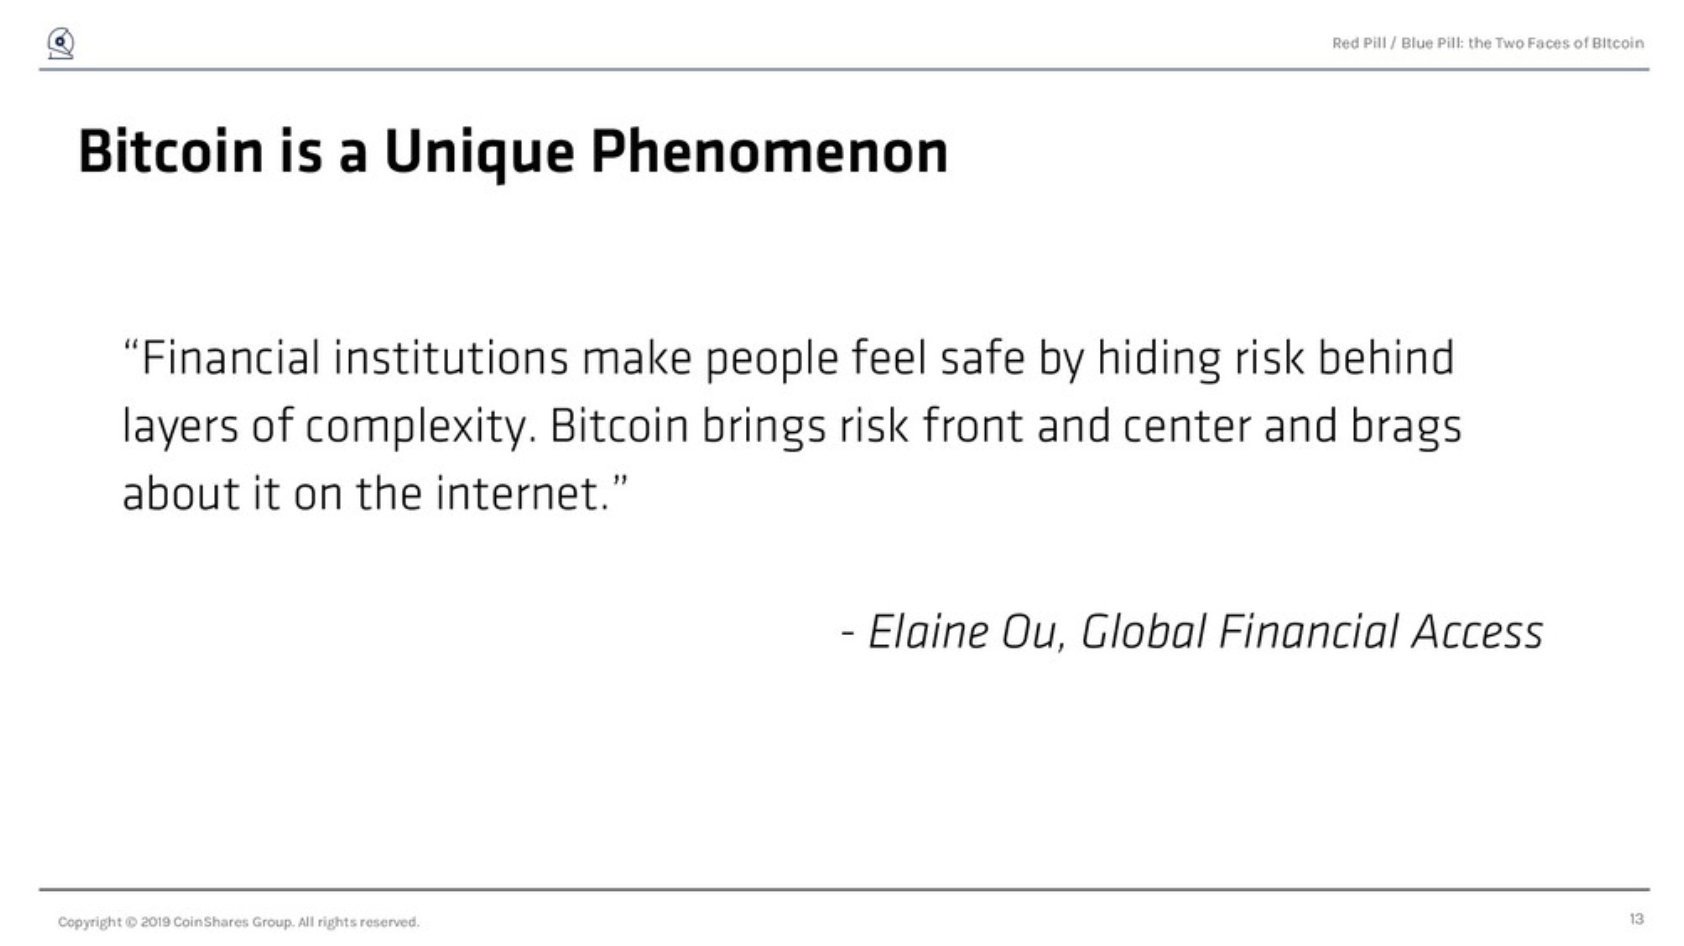 Red Pill / Blue Pill: the Two Faces of BItcoin
Bitcoin is a Unique Phenomenon
“Financial institutions make people feel safe by hiding risk behind
layers of complexity. Bitcoin brings risk front and center and brags
about it on the internet.”
- Elaine Ou, Global Financial Access
Copyright © 2019 CoinShares Group. All rights reserved.
13